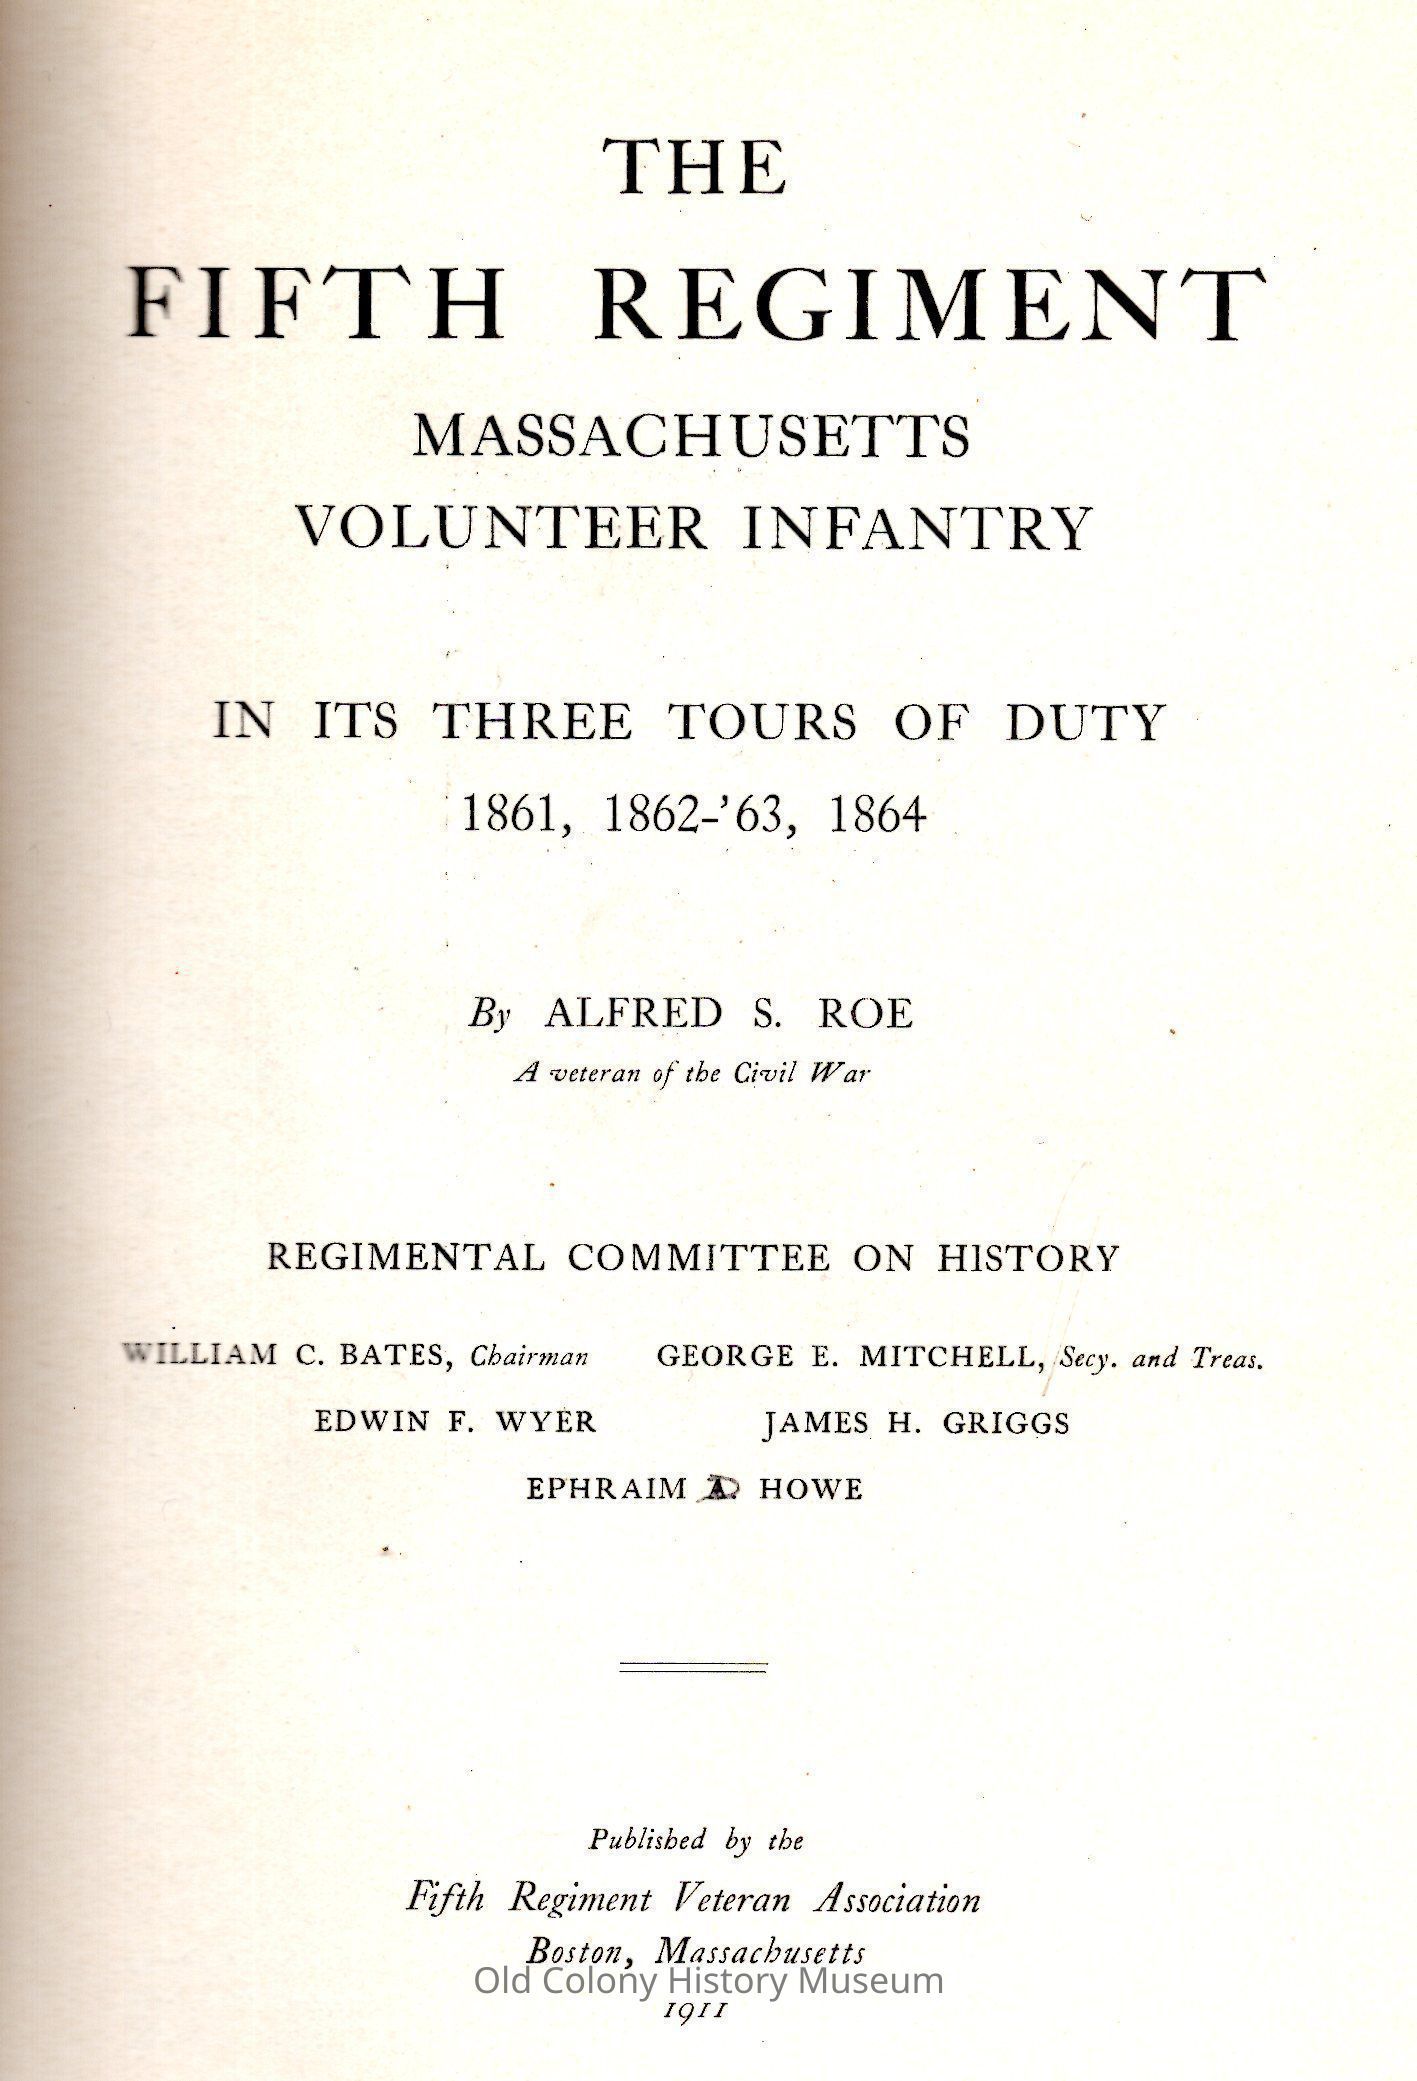 THE
FIFTH REGIMENT
MASSACHUSETTS
VOLUNTEER INFANTRY
IN ITS THREE TOURS OF DUTY
1861, 1862-'63, 1864
By ALFRED S. ROE
A veteran of the Civil War
REGIMENTAL COMMITTEE ON HISTORY
WILLIAM C. BATES, Chairman GEORGE E. MITCHELL, Secy. and Treas.
EDWIN F. WYER JAMES H. GRIGGS
EPHRAIM HOWE
Published by the
Fifth Regiment Veteran Association
Boston, Massachusetts
Old Colony History Museum
1911